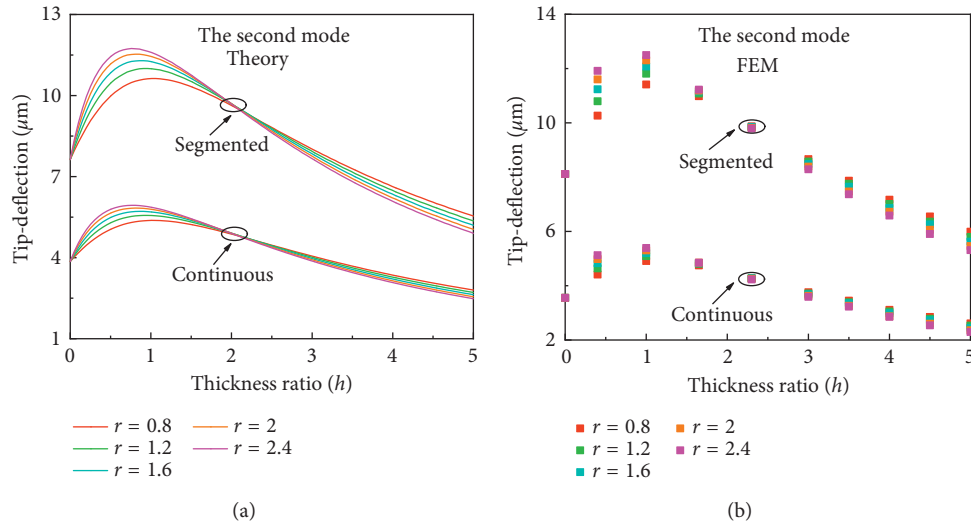 13
11
9
6
4
1
Tip-deflection (μm)
0
1
2
3
4
5
Thickness ratio (h)
The second mode
Theory
Segmented
Continuous
r = 0.8
r = 1.2
r = 1.6
r = 2
r = 2.4
(a)
14
10
6
2
Tip-deflection (μm)
0
1
2
3
4
5
Thickness ratio (h)
The second mode
FEM
Segmented
Continuous
r = 0.8
r = 1.2
r = 1.6
r = 2
r = 2.4
(b)